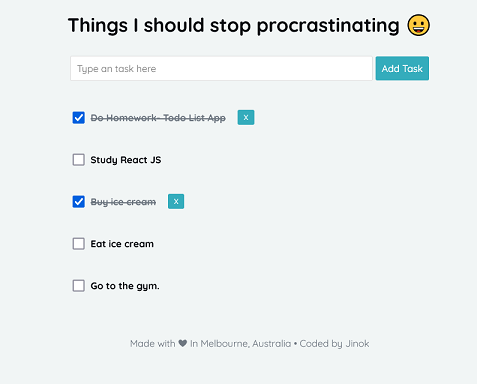 Things I should stop procrastinating 😀
Type an task here
Add Task
Do Homework- Todo List App x
Study React JS
Buy ice cream x
Eat ice cream
Go to the gym.
Made with ♥ In Melbourne, Australia • Coded by Jinok